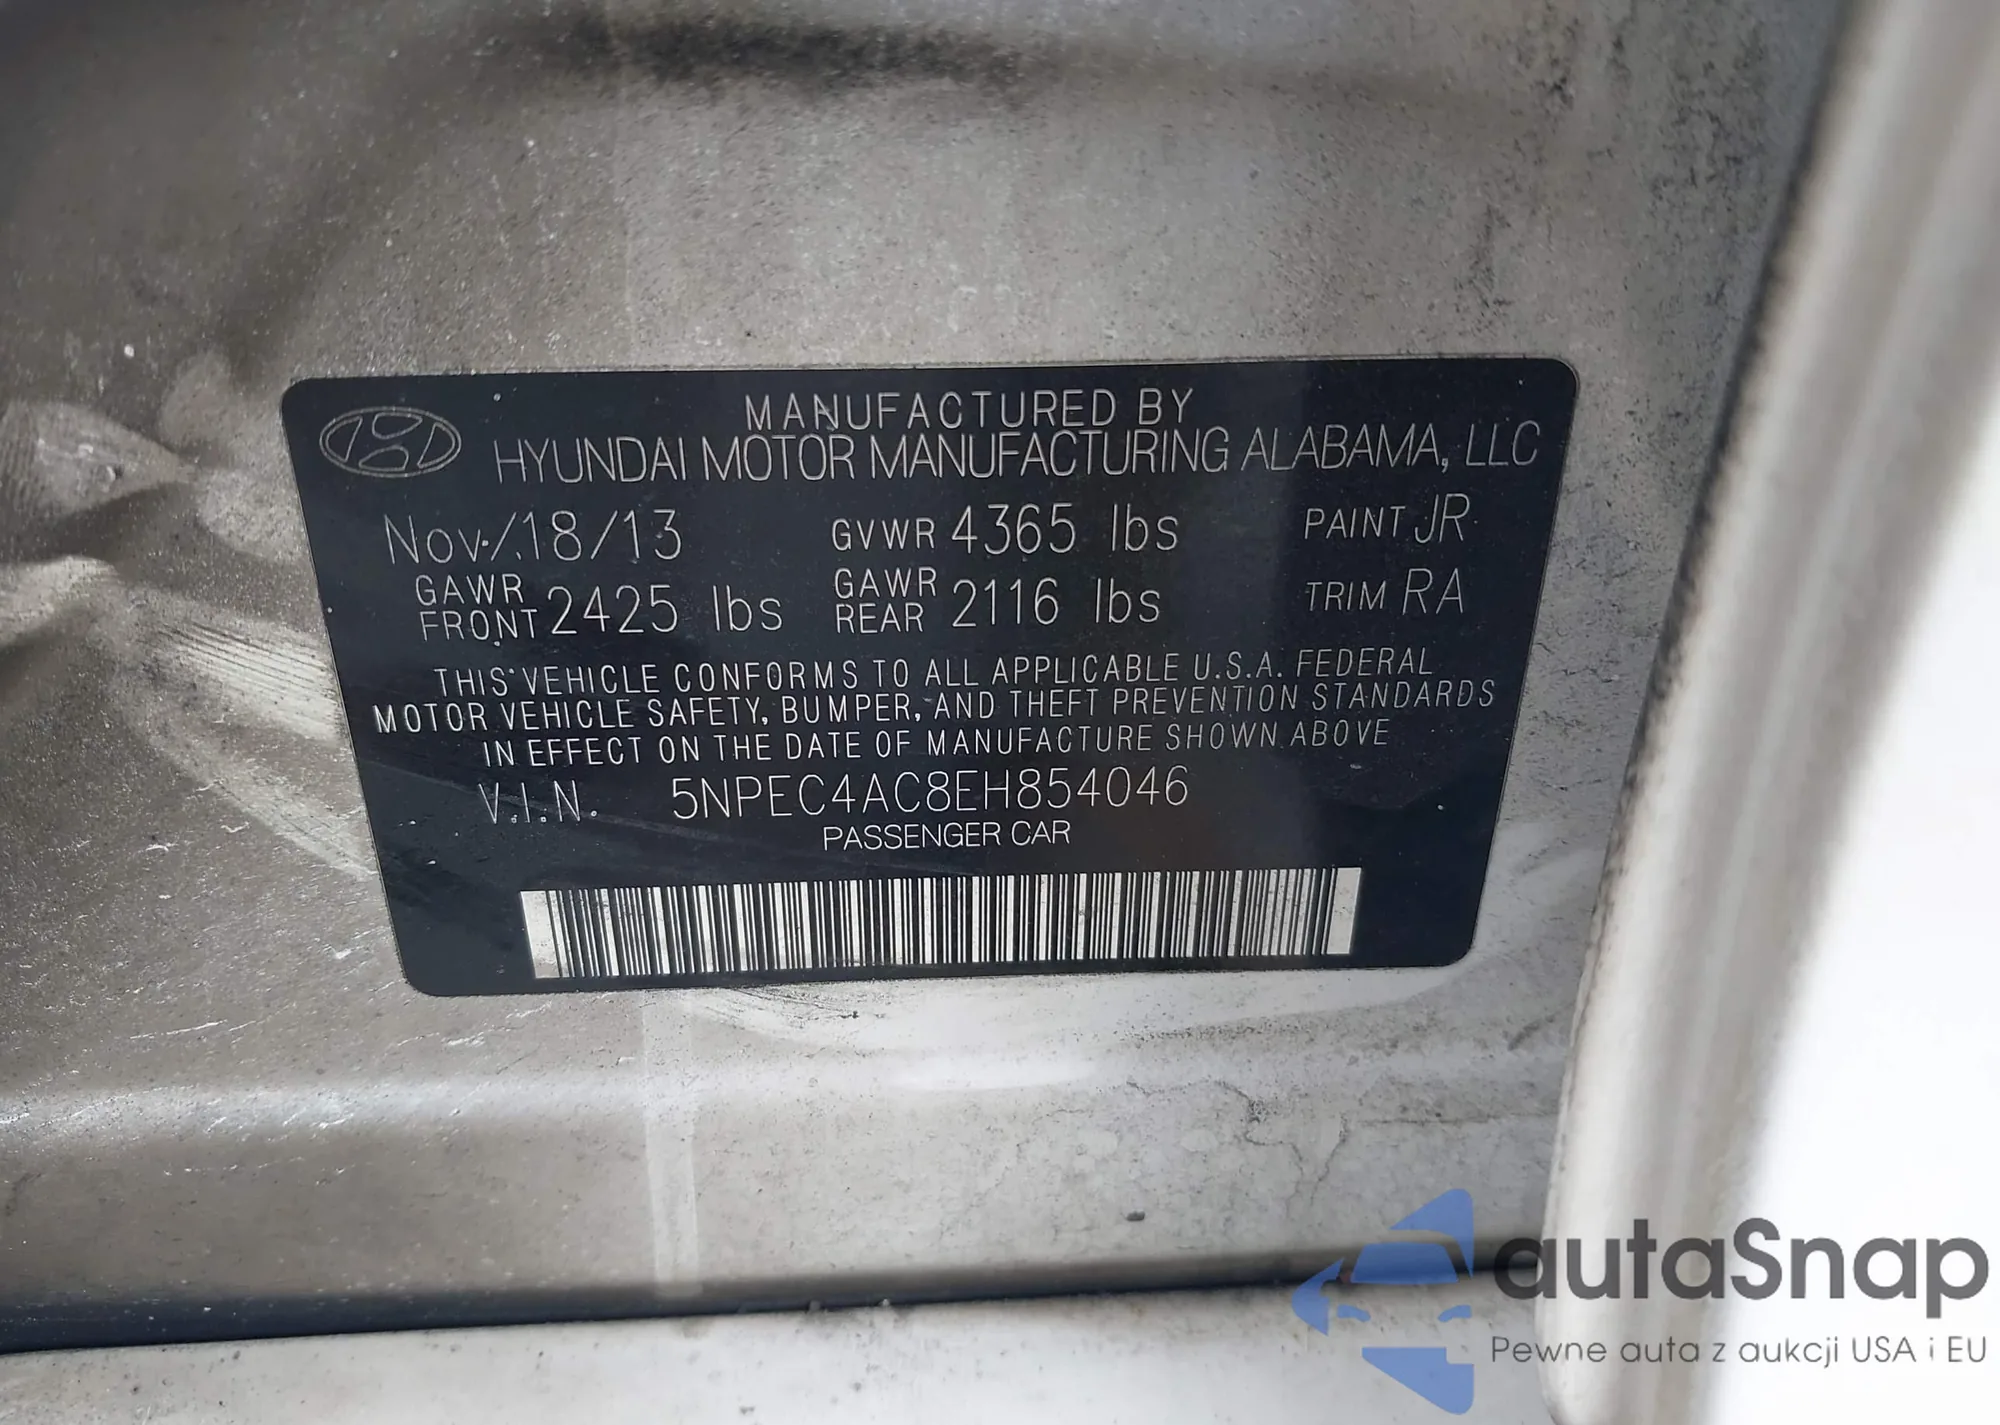 MANUFACTURED BY
HYUNDAI MOTOR MANUFACTURING ALABAMA, LLC
Nov/18/13 GVWR 4365 lbs PAINT JR
GAWR FRONT 2425 lbs GAWR REAR 2116 lbs TRIM RA
THIS VEHICLE CONFORMS TO ALL APPLICABLE U.S.A. FEDERAL
MOTOR VEHICLE SAFETY, BUMPER, AND THEFT PREVENTION STANDARDS
IN EFFECT ON THE DATE OF MANUFACTURE SHOWN ABOVE
V.I.N. 5NPEC4AC8EH854046
PASSENGER CAR
autaSnap
Pewne auta z aukcji USA i EU